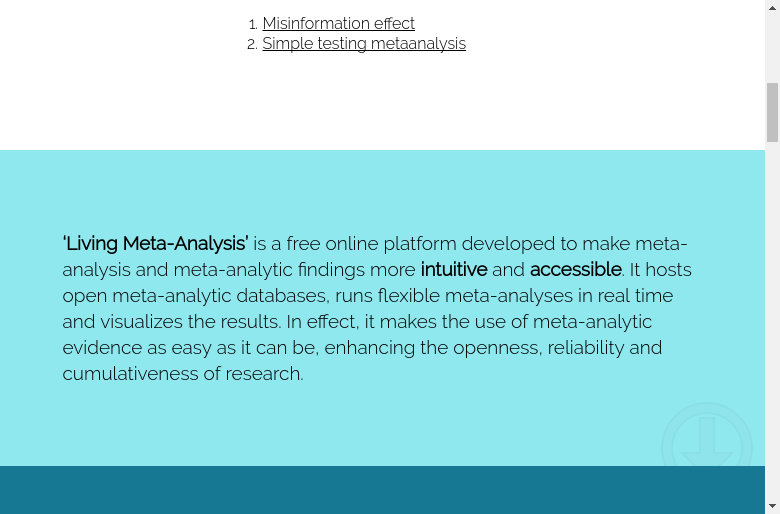 1. Misinformation effect
2. Simple testing metaanalysis
‘Living Meta-Analysis’ is a free online platform developed to make meta-
analysis and meta-analytic findings more intuitive and accessible. It hosts
open meta-analytic databases, runs flexible meta-analyses in real time
and visualizes the results. In effect, it makes the use of meta-analytic
evidence as easy as it can be, enhancing the openness, reliability and
cumulativeness of research.